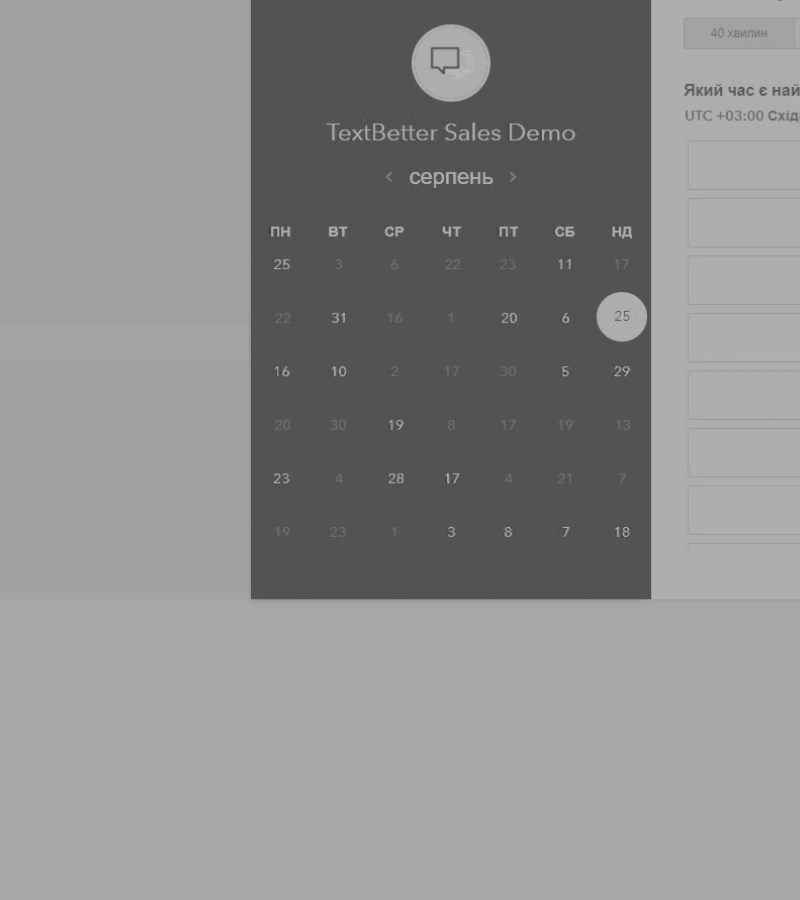 40 хвилин
TextBetter Sales Demo
Який час є най
UTC +03:00 Східн
серпень
ПН ВТ СР ЧТ ПТ СБ НД
25 3 6 22 23 11 17
22 31 16 1 20 6 25
16 10 2 17 30 5 29
20 30 19 8 17 19 13
23 4 28 17 4 21 7
19 23 1 3 8 7 18